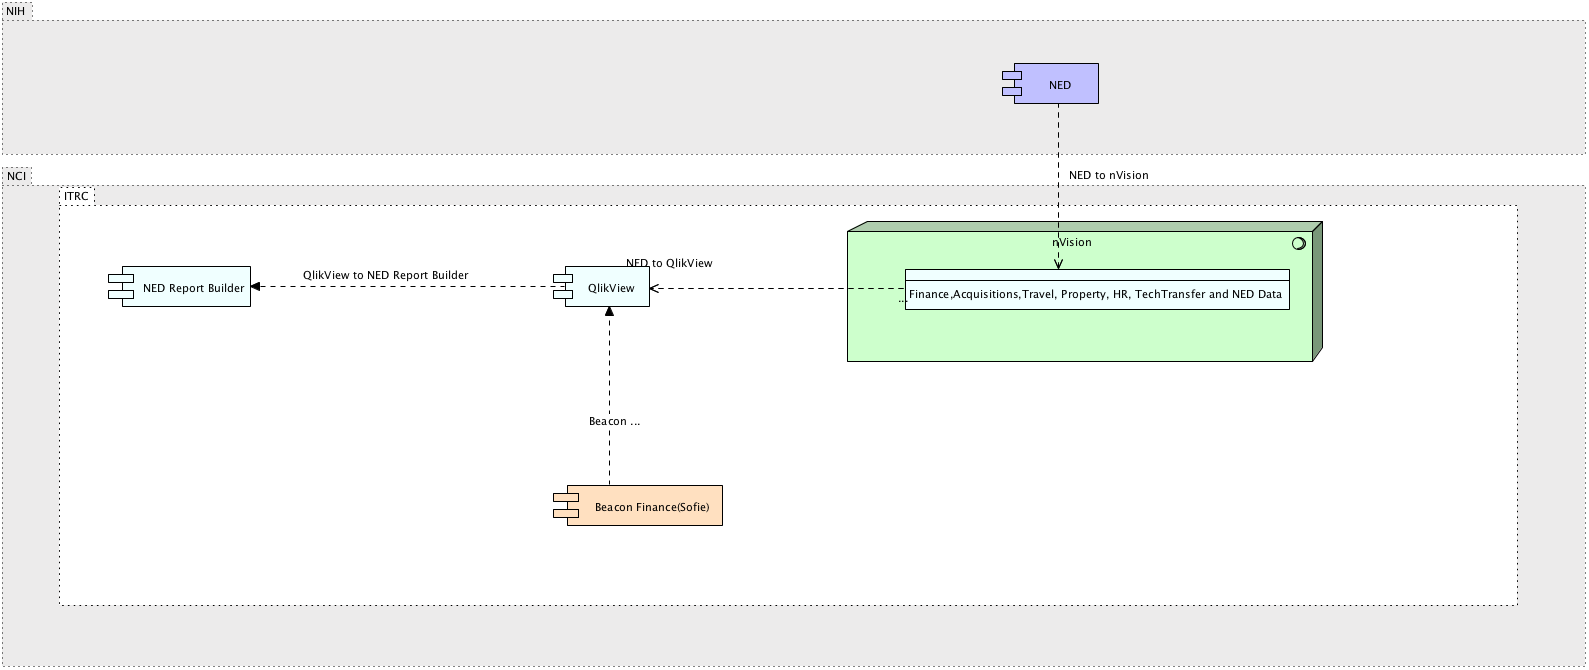 NIH
NED
NED to nVision
NCI
ITRC
nVision
NED to QlikView
QlikView to NED Report Builder
NED Report Builder
QlikView
...
Finance,Acquisitions,Travel, Property, HR, TechTransfer and NED Data
Beacon ...
Beacon Finance(Sofie)